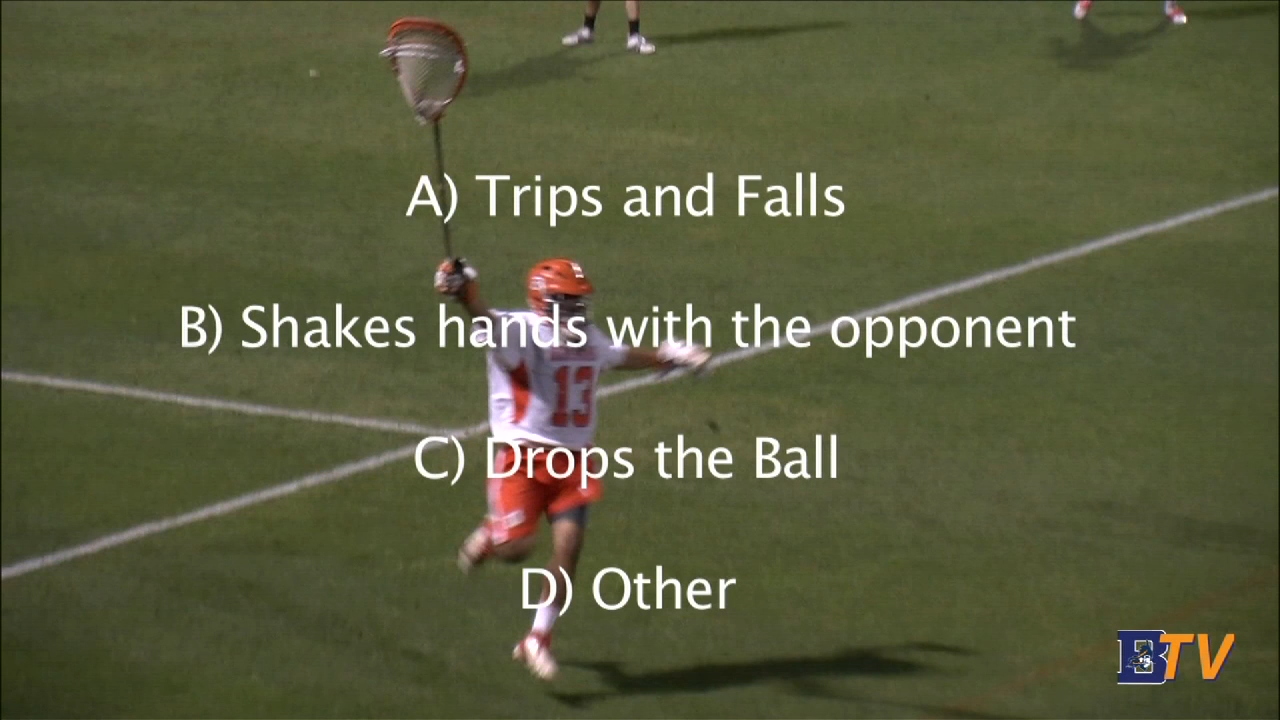 A) Trips and Falls
B) Shakes hands with the opponent
13
C) Drops the Ball
D) Other
BTV